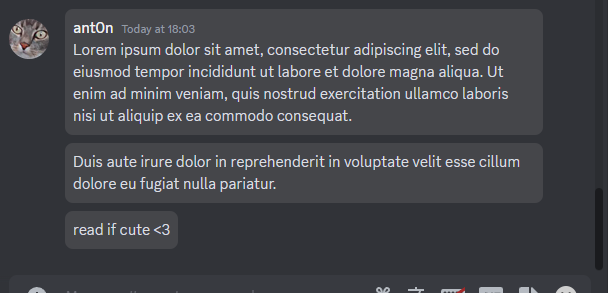 ant0n Today at 18:03
Lorem ipsum dolor sit amet, consectetur adipiscing elit, sed do
eiusmod tempor incididunt ut labore et dolore magna aliqua. Ut
enim ad minim veniam, quis nostrud exercitation ullamco laboris
nisi ut aliquip ex ea commodo consequat.
Duis aute irure dolor in reprehenderit in voluptate velit esse cillum
dolore eu fugiat nulla pariatur.
read if cute <3